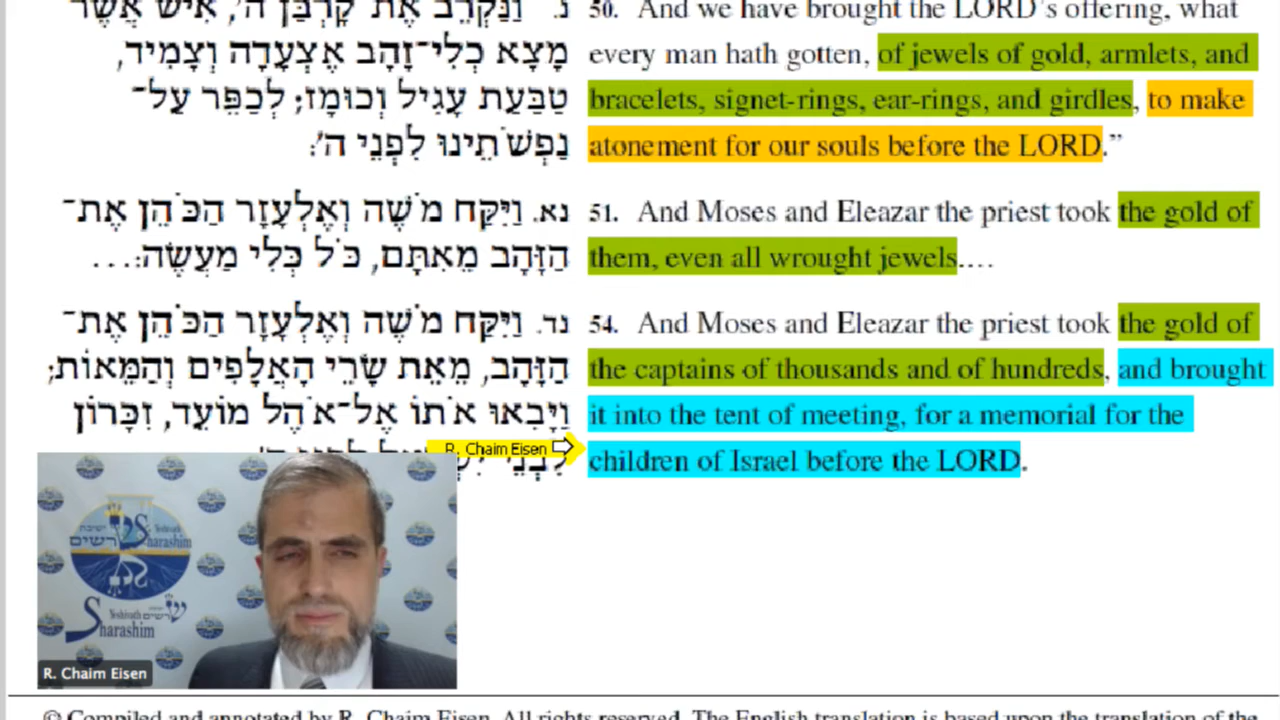 נ. וַנַּקְרֵב אֶת קָרְבַּן ה', אִישׁ אֲשֶׁר
מָצָא כְלִי־זָהָב אֶצְעָדָה וְצָמִיד,
טַבַּעַת עָגִיל וְכוּמָז; לְכַפֵּר עַל־
נַפְשֹׁתֵינוּ לִפְנֵי ה':
50. And we have brought the LORD's offering, what
every man hath gotten, of jewels of gold, armlets, and
bracelets, signet-rings, ear-rings, and girdles, to make
atonement for our souls before the LORD."
נא. וַיִּקַּח מֹשֶׁה וְאֶלְעָזָר הַכֹּהֵן אֶת־
הַזָּהָב מֵאִתָּם, כֹּל כְּלִי מַעֲשֶׂה:...
51. And Moses and Eleazar the priest took the gold of
them, even all wrought jewels....
נד. וַיִּקַּח מֹשֶׁה וְאֶלְעָזָר הַכֹּהֵן אֶת־
הַזָּהָב, מֵאֵת שָׂרֵי הָאֲלָפִים וְהַמֵּאוֹת;
וַיָּבִאוּ אֹתוֹ אֶל־אֹהֶל מוֹעֵד, זִכָּרוֹן
54. And Moses and Eleazar the priest took the gold of
the captains of thousands and of hundreds, and brought
it into the tent of meeting, for a memorial for the
children of Israel before the LORD.
R. Chaim Eisen
ישיבת
שרשים
Yeshivath
Sharashim
Yeshivath
שרשים
Sharashim
R. Chaim Eisen
© Compiled and annotated by R. Chaim Eisen. All rights reserved. The English translation is based upon the translation of the